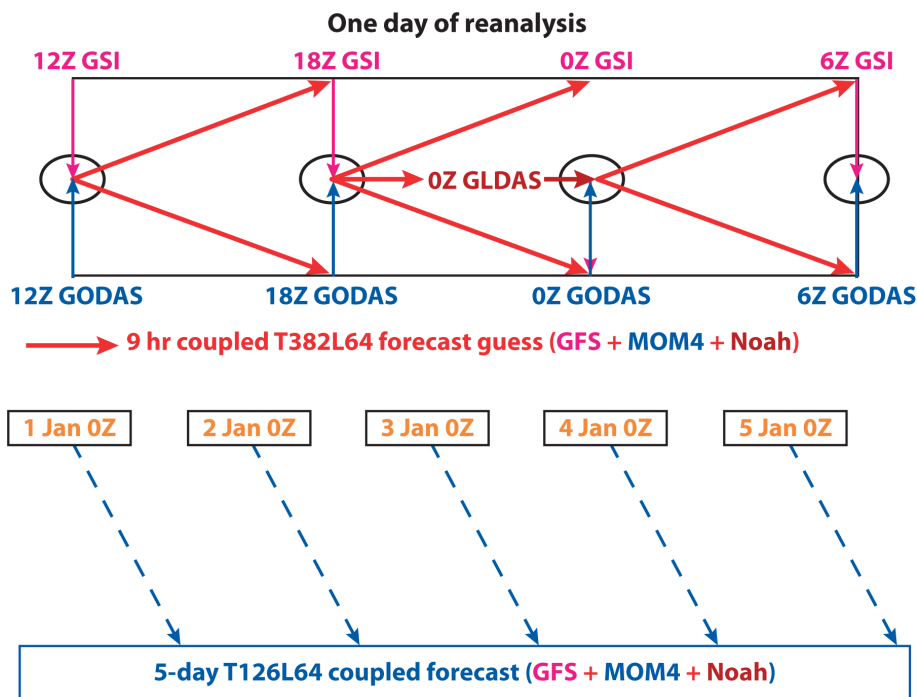 One day of reanalysis
12Z GSI 18Z GSI 0Z GSI 6Z GSI
0Z GLDAS
12Z GODAS 18Z GODAS 0Z GODAS 6Z GODAS
9 hr coupled T382L64 forecast guess (GFS + MOM4 + Noah)
1 Jan 0Z 2 Jan 0Z 3 Jan 0Z 4 Jan 0Z 5 Jan 0Z
5-day T126L64 coupled forecast (GFS + MOM4 + Noah)